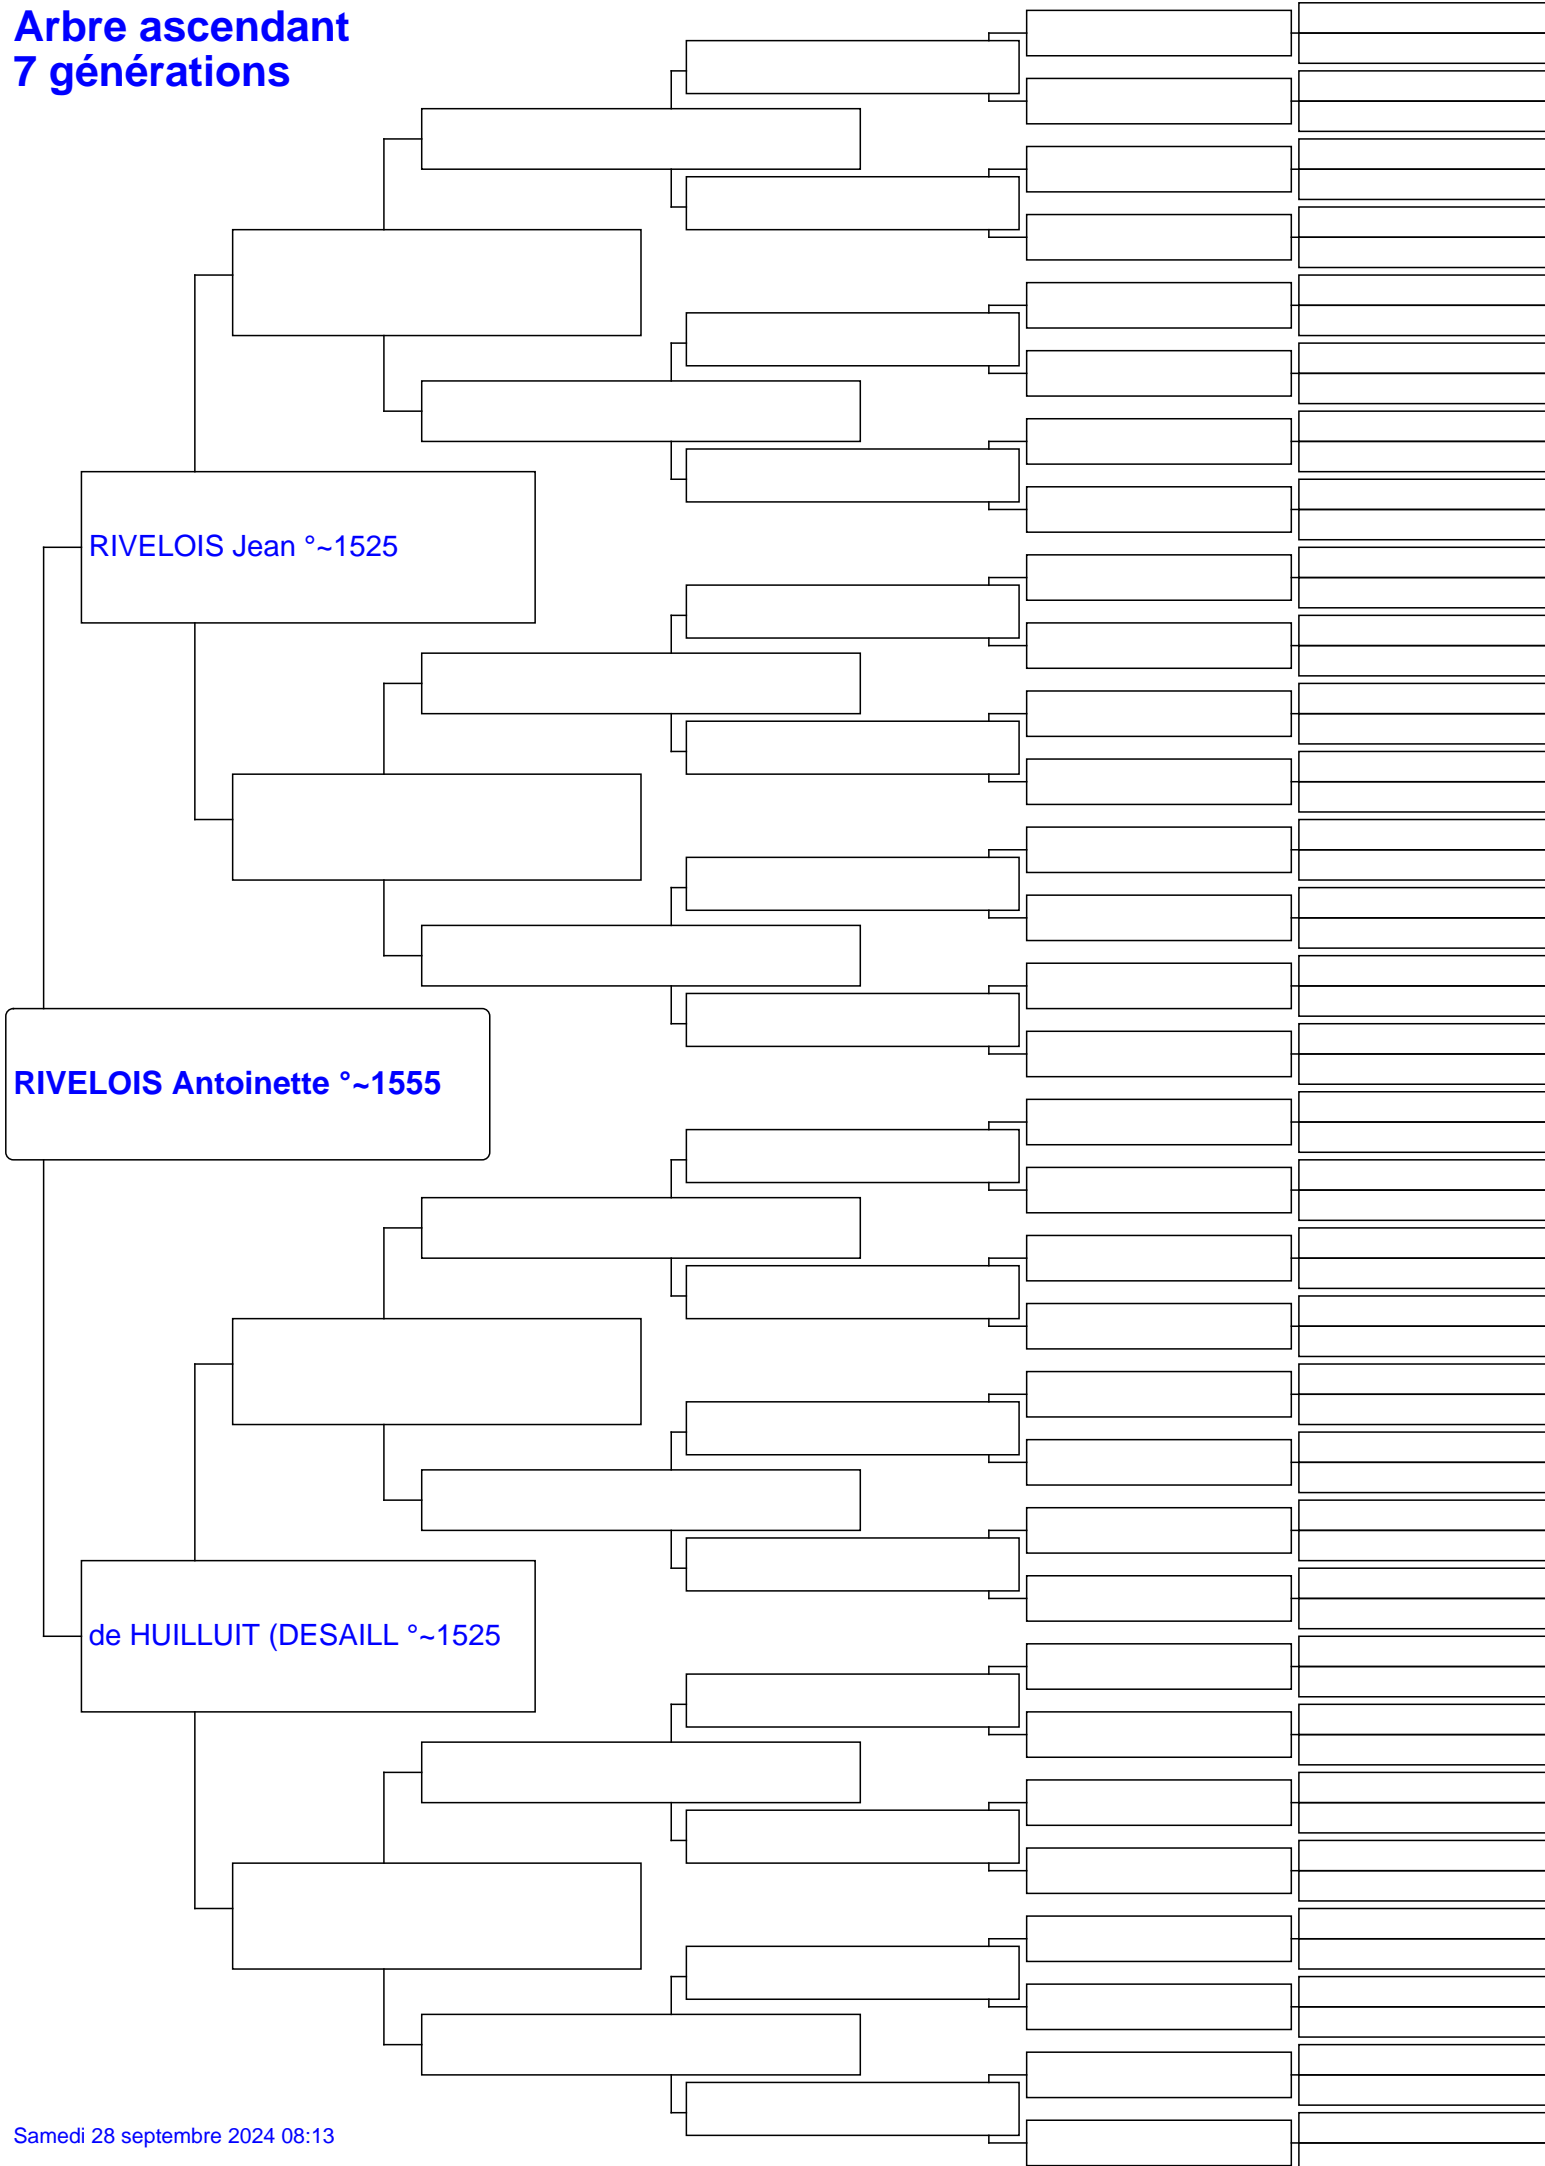 Arbre ascendant
7 générations
RIVELOIS Jean °~1525
RIVELOIS Antoinette °~1555
de HUILLUIT (DESAILL °~1525
Samedi 28 septembre 2024 08:13